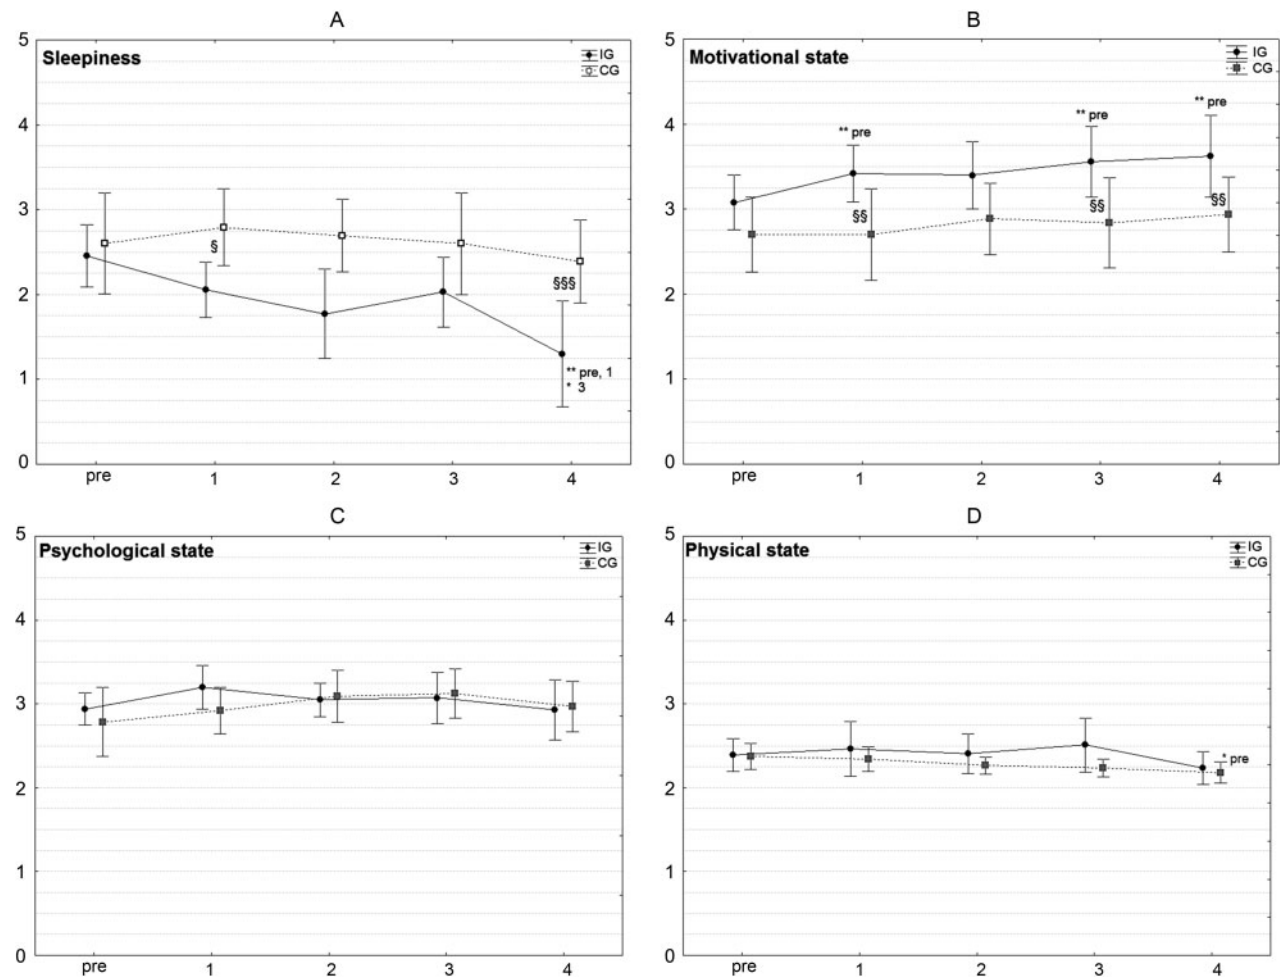 A
Sleepiness
IG
CG
5
4
3
2
1
0
§
§§§
** pre, 1
* 3
pre 1 2 3 4
B
Motivational state
IG
CG
5
4
3
2
1
0
** pre
** pre
** pre
§§
§§
§§
pre 1 2 3 4
C
Psychological state
IG
CG
5
4
3
2
1
0
pre 1 2 3 4
D
Physical state
IG
CG
5
4
3
2
1
0
* pre
pre 1 2 3 4